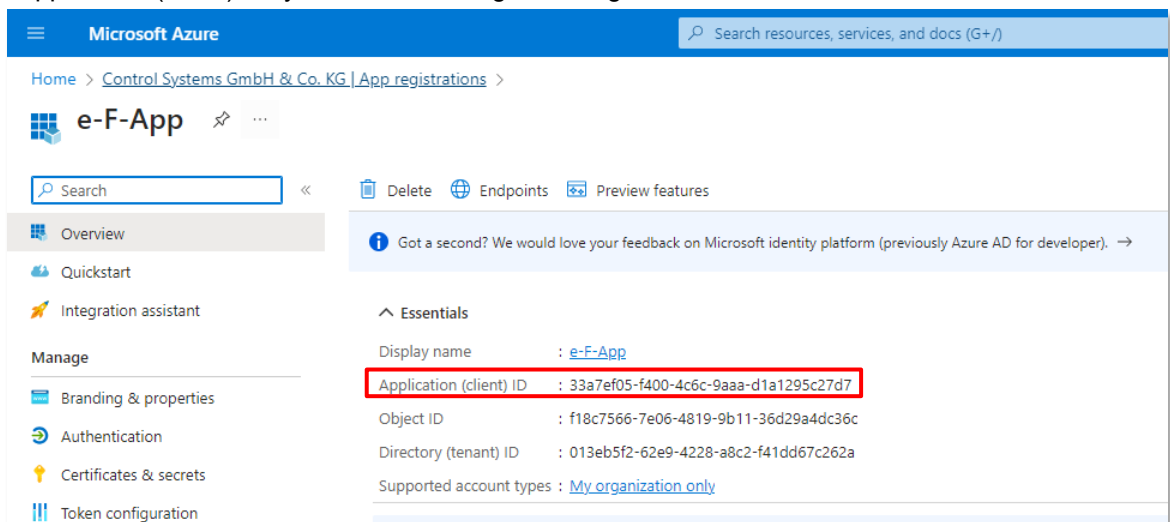 Microsoft Azure
Search resources, services, and docs (G+/)
Home > Control Systems GmbH & Co. KG | App registrations >
e-F-App
Search
«
Delete
Endpoints
Preview features
Overview
Got a second? We would love your feedback on Microsoft identity platform (previously Azure AD for developer). →
Quickstart
Integration assistant
Essentials
Manage
Display name : e-F-App
Application (client) ID : 33a7ef05-f400-4c6c-9aaa-d1a1295c27d7
Branding & properties
Object ID : f18c7566-7e06-4819-9b11-36d29a4dc36c
Authentication
Directory (tenant) ID : 013eb5f2-62e9-4228-a8c2-f41dd67c262a
Certificates & secrets
Supported account types : My organization only
Token configuration